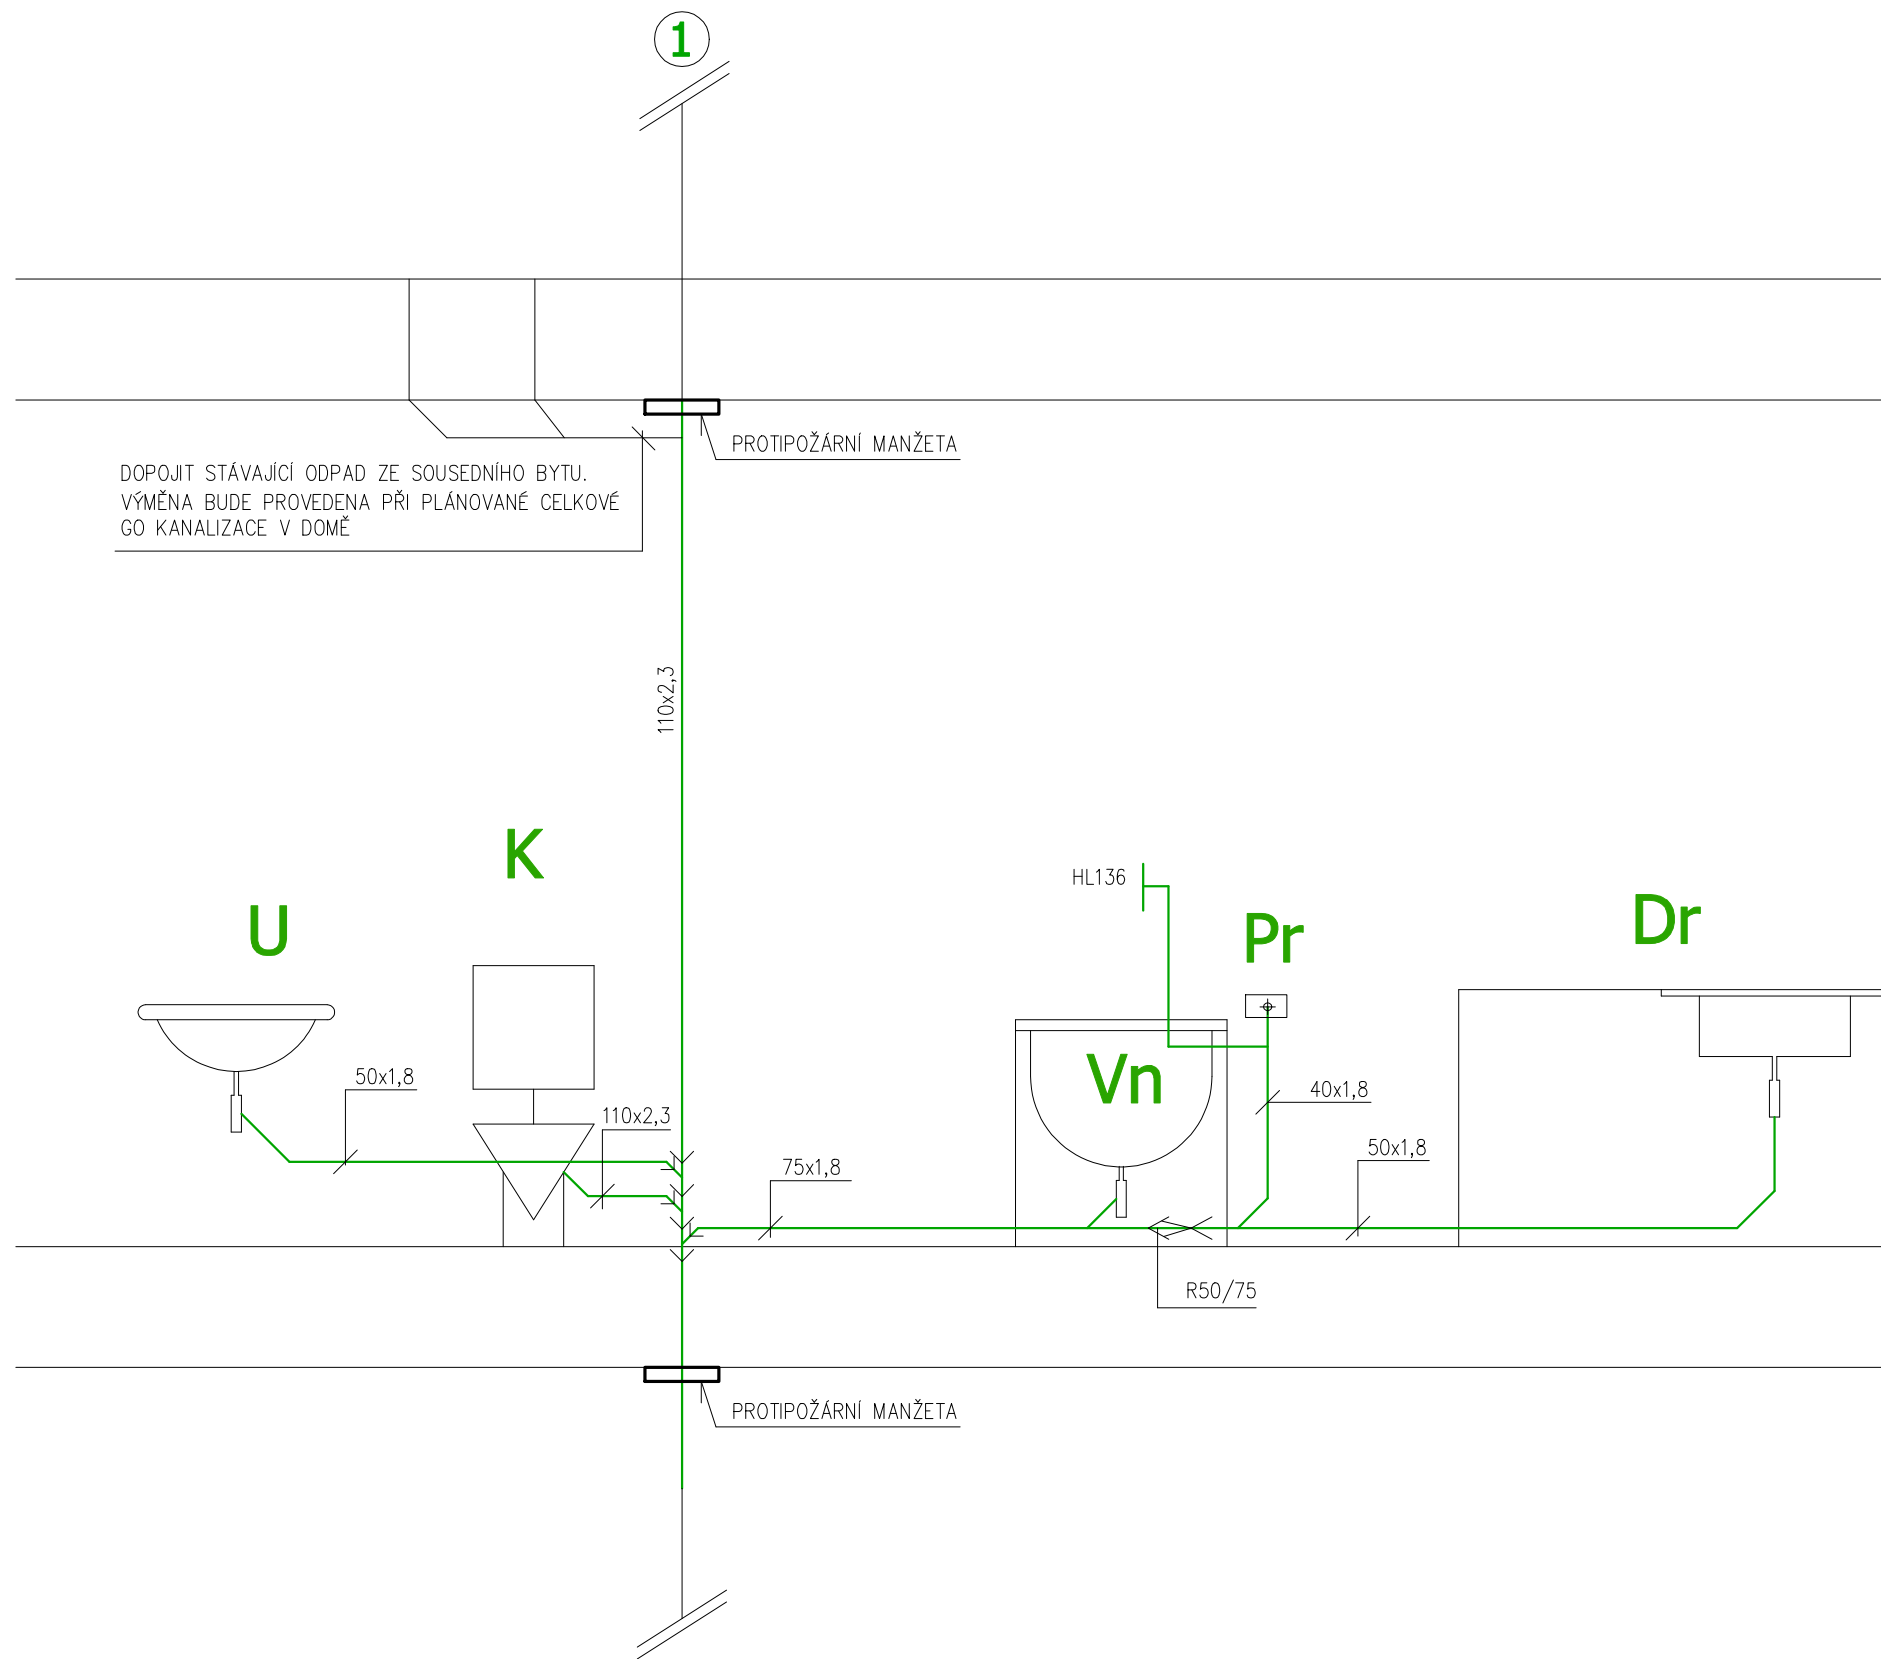 1
PROTIPOŽÁRNÍ MANŽETA
DOPOJIT STÁVAJÍCÍ ODPAD ZE SOUSEDNÍHO BYTU.
VÝMĚNA BUDE PROVEDENA PŘI PLÁNOVANÉ CELKOVÉ
GO KANALIZACE V DOMĚ
110x2,3
K
U
HL136
Pr
Dr
Vn
50x1,8
110x2,3
40x1,8
75x1,8
50x1,8
R50/75
PROTIPOŽÁRNÍ MANŽETA